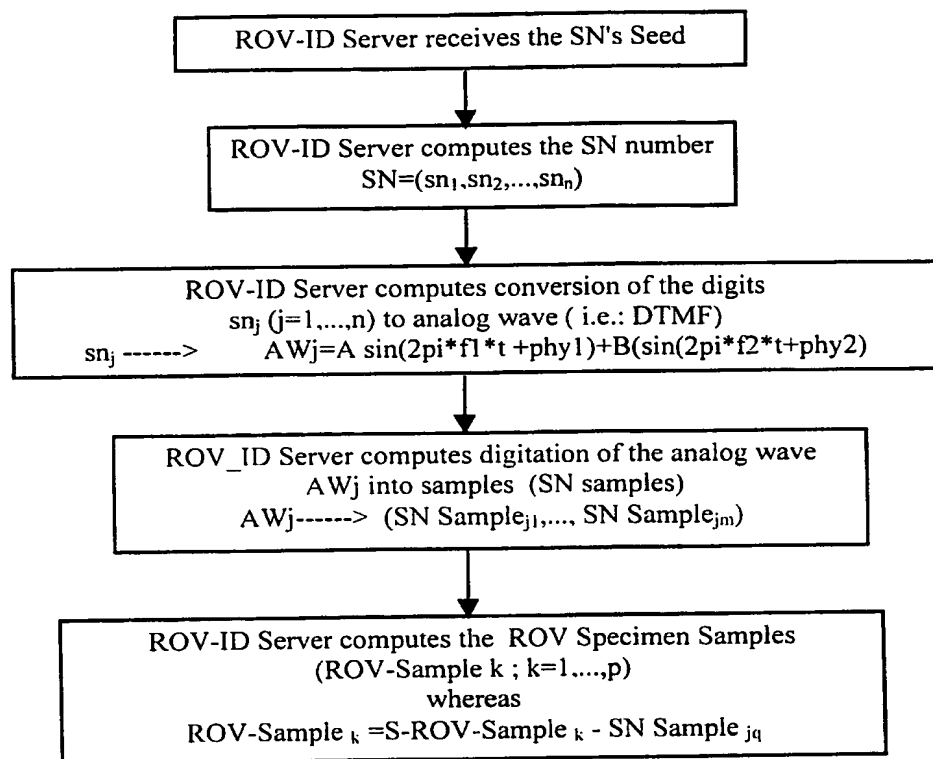 ROV-ID Server receives the SN's Seed
ROV-ID Server computes the SN number
SN=(sn₁,sn₂,...,snₙ)
ROV-ID Server computes conversion of the digits
snⱼ (j=1,...,n) to analog wave ( i.e.: DTMF)
snⱼ ------> AWj=A sin(2pi*f1*t +phy1)+B(sin(2pi*f2*t+phy2)
ROV_ID Server computes digitation of the analog wave
AWj into samples (SN samples)
AWj------> (SN Sampleⱼ₁,..., SN Sampleⱼₘ)
ROV-ID Server computes the ROV Specimen Samples
(ROV-Sample k ; k=1,...,p)
whereas
ROV-Sample ₖ =S-ROV-Sample ₖ - SN Sample jq